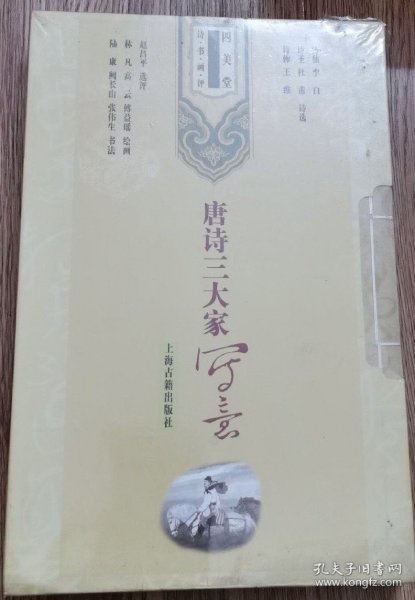 诗仙 李 白
诗圣 杜 甫 诗选
诗佛 王 维
四美堂
诗·书·画·评
赵昌平 选评
林 凡 高 云 傅益瑶 绘画
陆 康 阙长山 张伟生 书法
唐诗三大家
写意
上海古籍出版社
孔夫子旧书网
www.kongfz.com